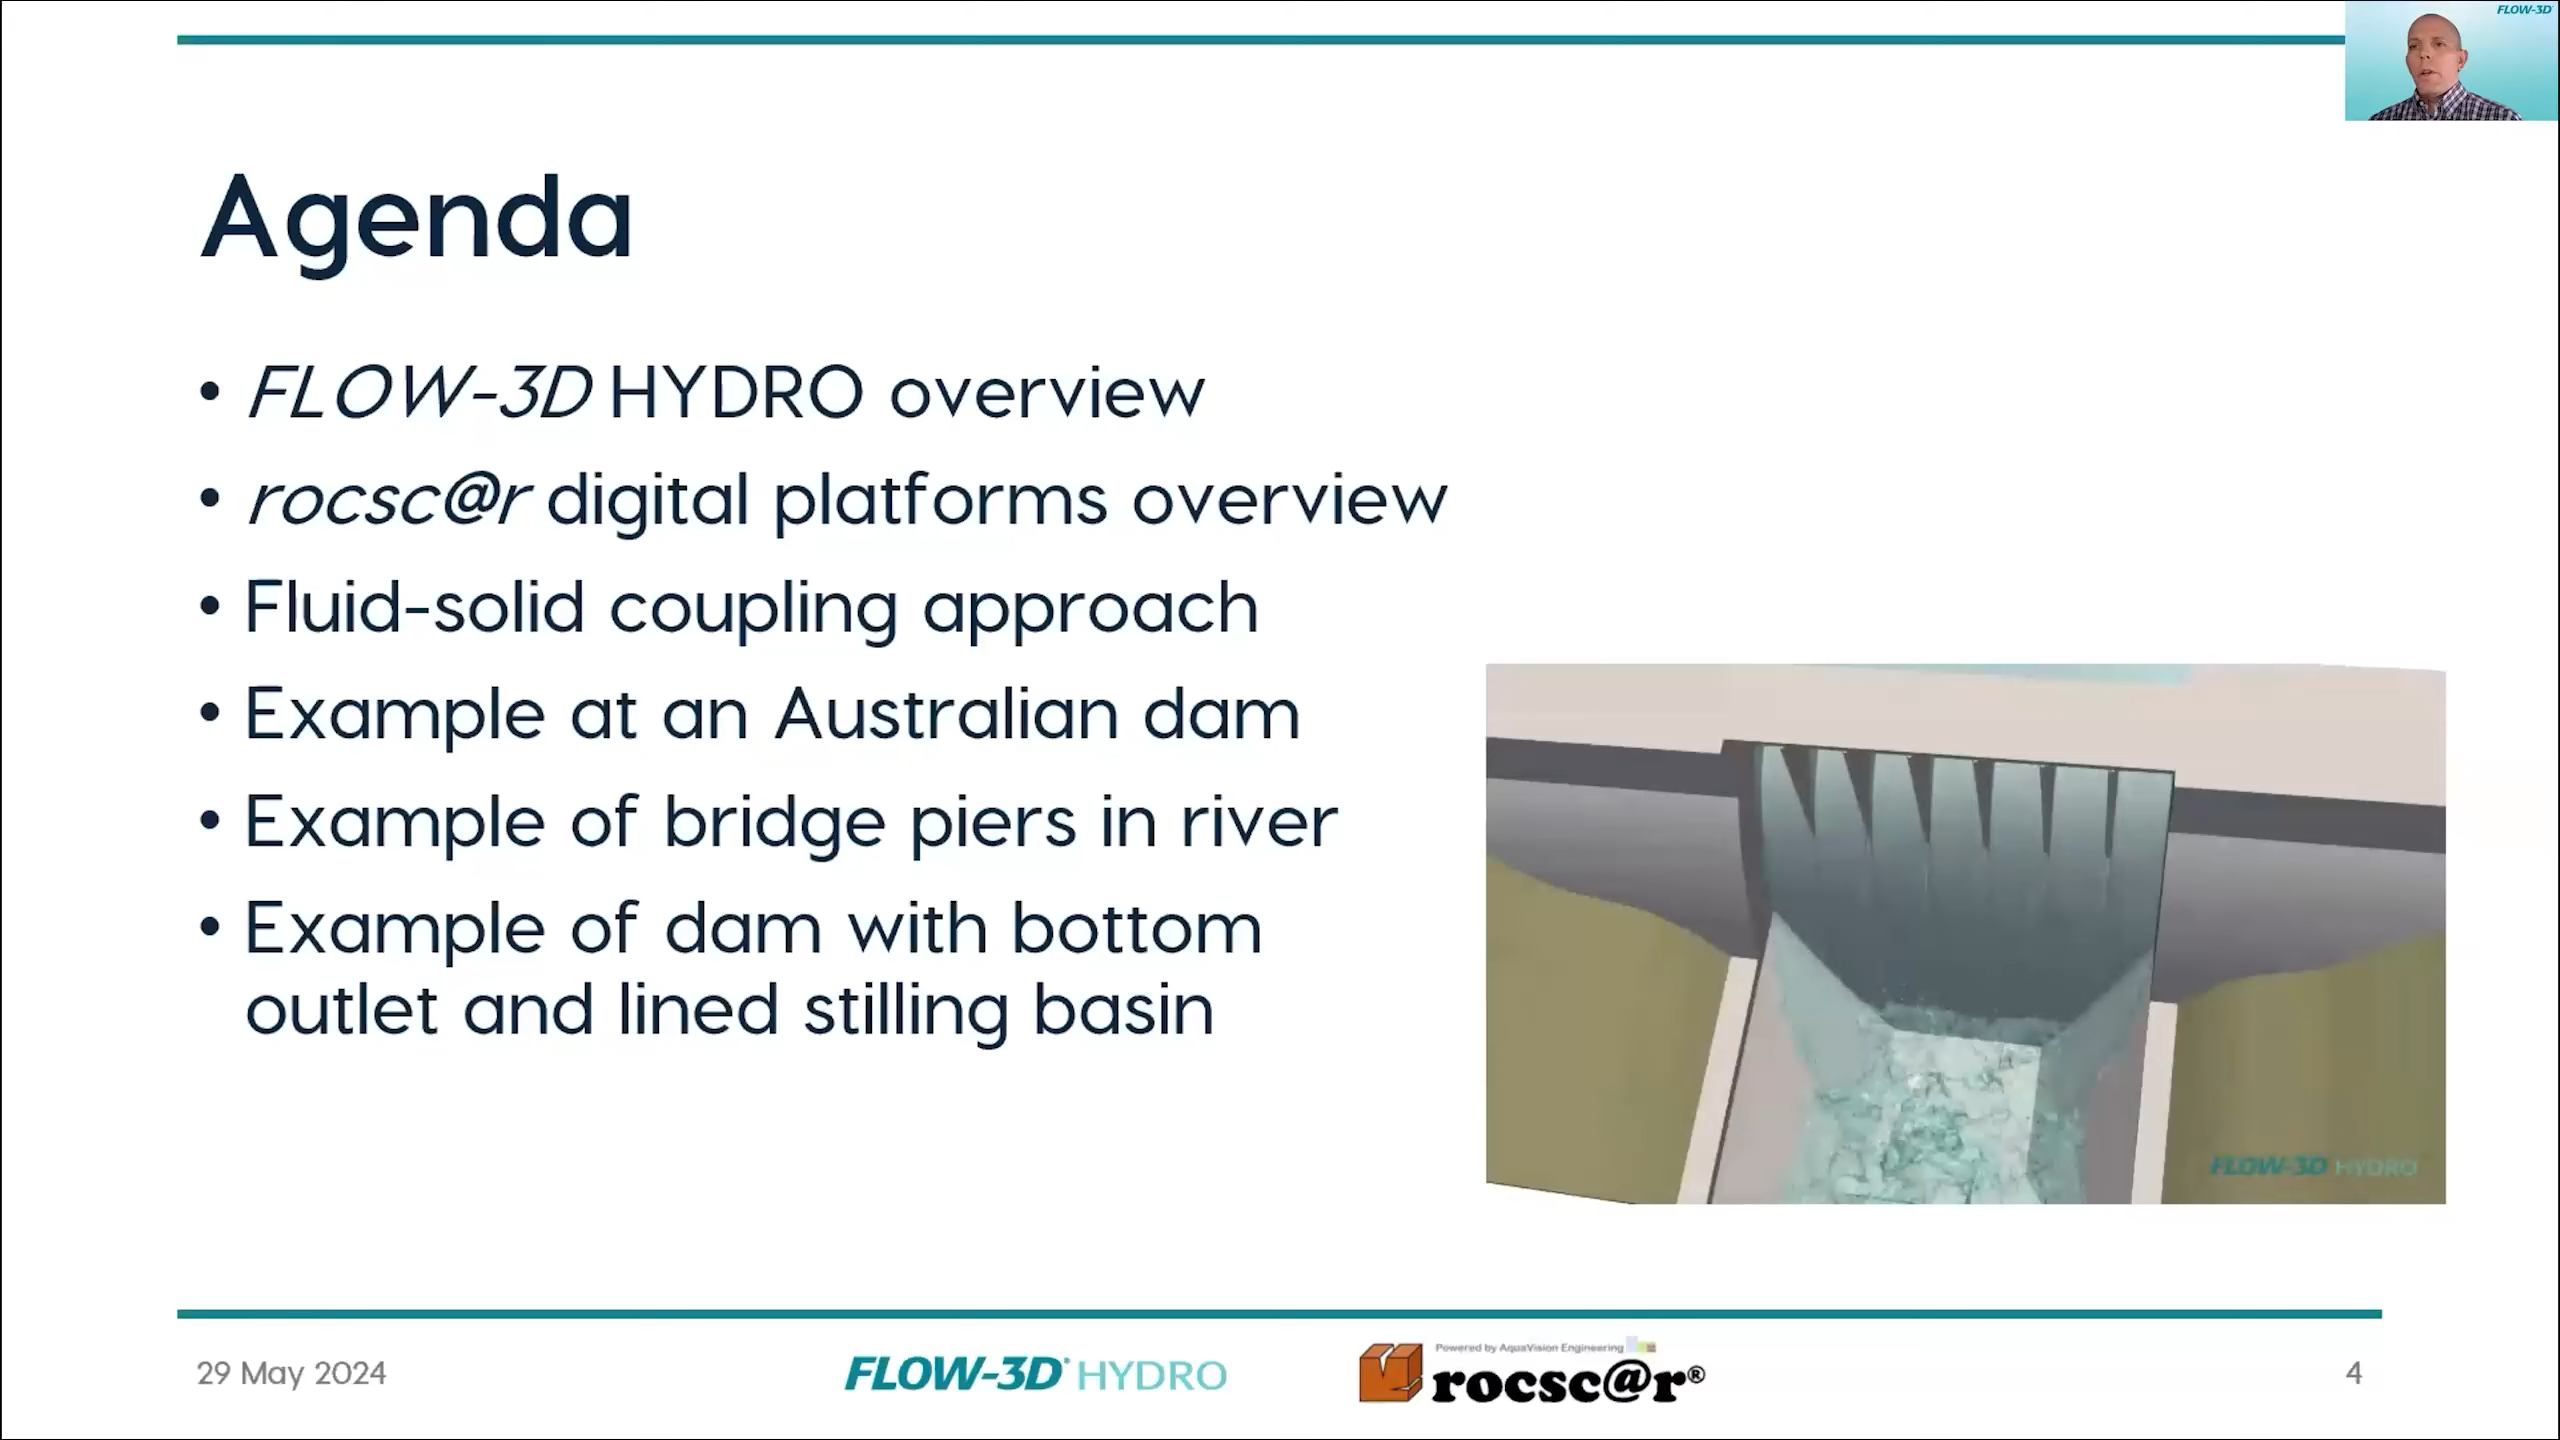 FLOW-3D
Agenda
• FLOW-3D HYDRO overview
• rocsc@r digital platforms overview
• Fluid-solid coupling approach
• Example at an Australian dam
• Example of bridge piers in river
• Example of dam with bottom
outlet and lined stilling basin
FLOW-3D HYDRO
29 May 2024
FLOW-3D® HYDRO
Powered by AquaVision Engineering
rocsc@r®
4